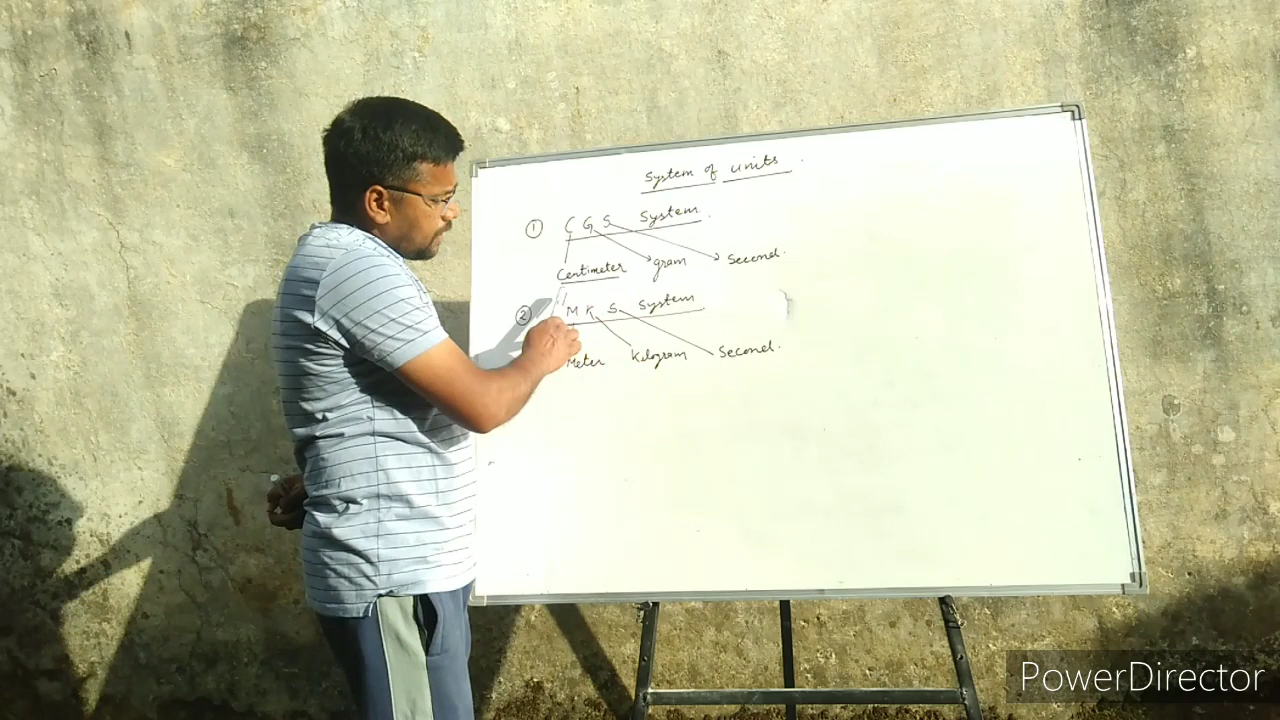 System of units.
① C G S System.
Centimeter gram Second.
② M K S System
Meter Kilogram Second.
PowerDirector